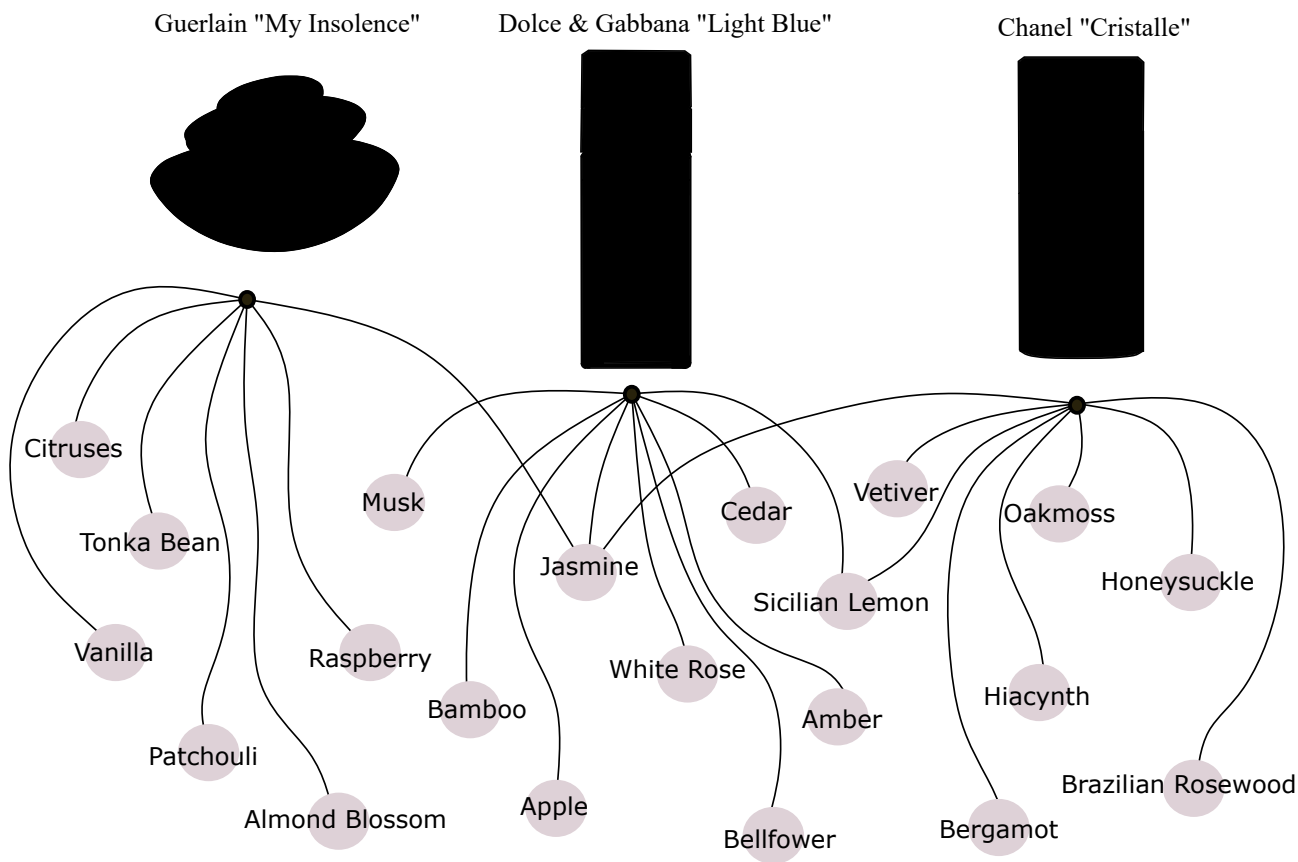 Guerlain "My Insolence"
Dolce & Gabbana "Light Blue"
Chanel "Cristalle"
Citruses
Musk
Cedar
Vetiver
Oakmoss
Tonka Bean
Jasmine
Sicilian Lemon
Honeysuckle
Vanilla
Raspberry
White Rose
Bamboo
Amber
Hiacynth
Patchouli
Apple
Brazilian Rosewood
Almond Blossom
Bellfower
Bergamot